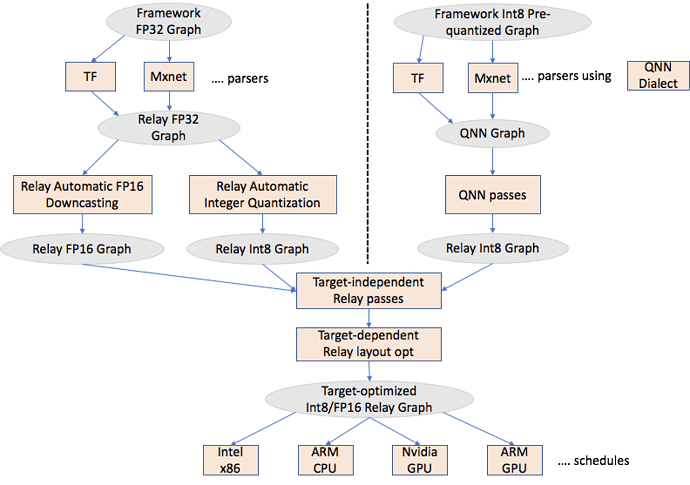 Framework
FP32 Graph
Framework Int8 Pre-
quantized Graph
TF
Mxnet
.... parsers
TF
Mxnet
.... parsers using
QNN
Dialect
Relay FP32
Graph
QNN Graph
Relay Automatic FP16
Downcasting
Relay Automatic
Integer Quantization
QNN passes
Relay FP16 Graph
Relay Int8 Graph
Relay Int8 Graph
Target-independent
Relay passes
Target-dependent
Relay layout opt
Target-optimized
Int8/FP16 Relay Graph
Intel
x86
ARM
CPU
Nvidia
GPU
ARM
GPU
.... schedules